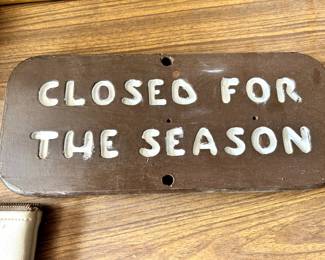 CLOSED FOR
THE SEASON